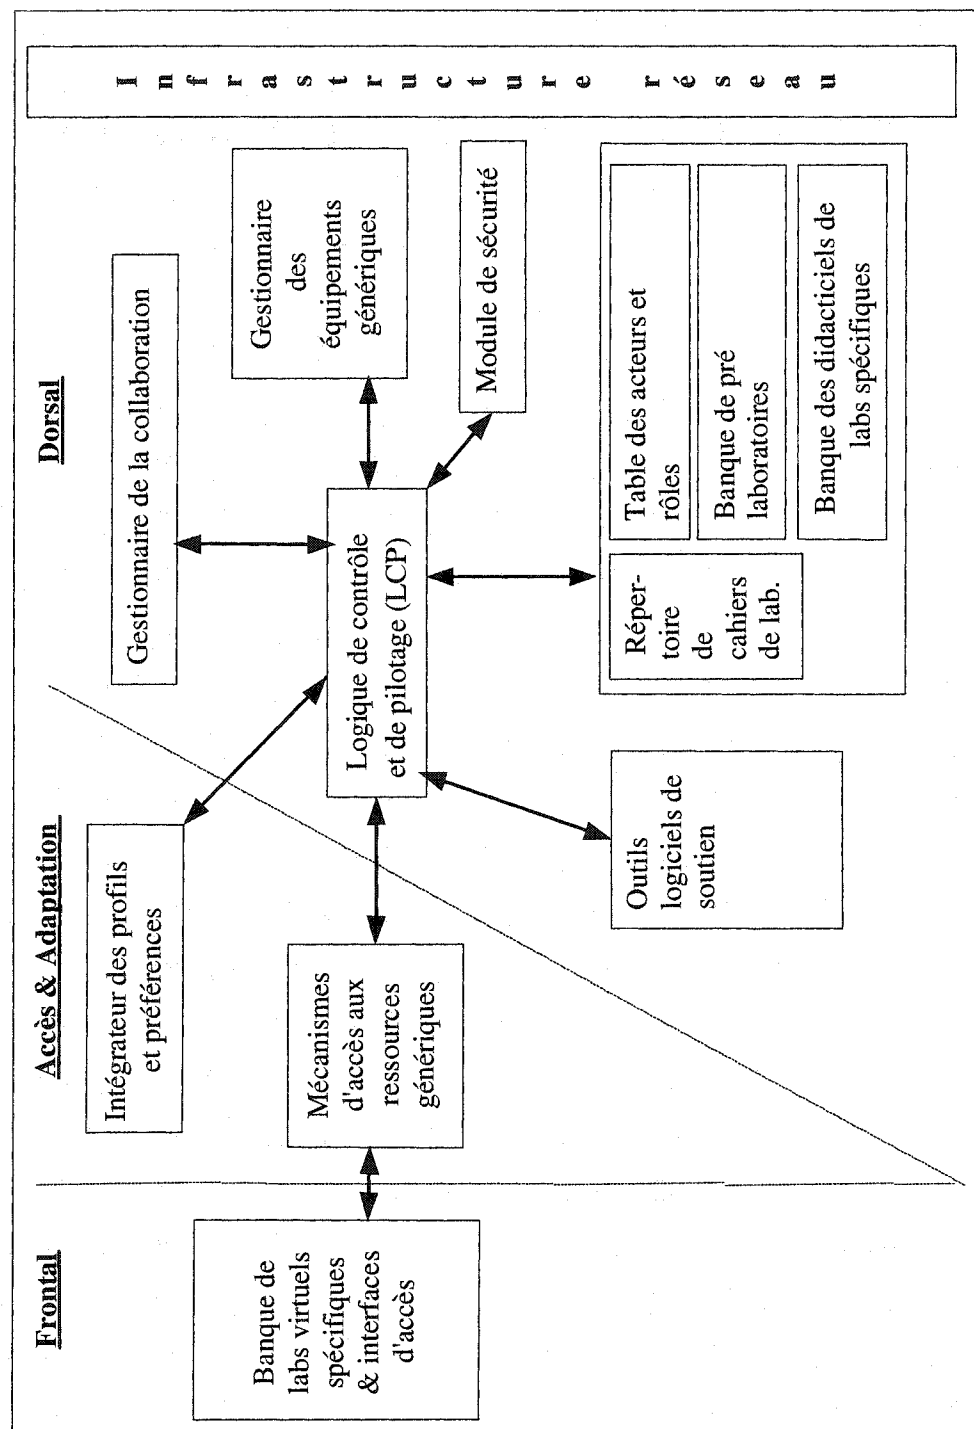 Frontal
Accès & Adaptation
Dorsal
Banque de
labs virtuels
spécifiques
& interfaces
d'accès
Intégrateur des profils
et préférences
Mécanismes
d'accès aux
ressources
génériques
Gestionnaire de la collaboration
Logique de contrôle
et de pilotage (LCP)
Gestionnaire
des
équipements
génériques
Module de sécurité
Outils
logiciels de
soutien
Réper-
toire
de
cahiers
de lab.
Table des acteurs et
rôles
Banque de pré
laboratoires
Banque des didacticiels de
labs spécifiques
Infrastructure réseau